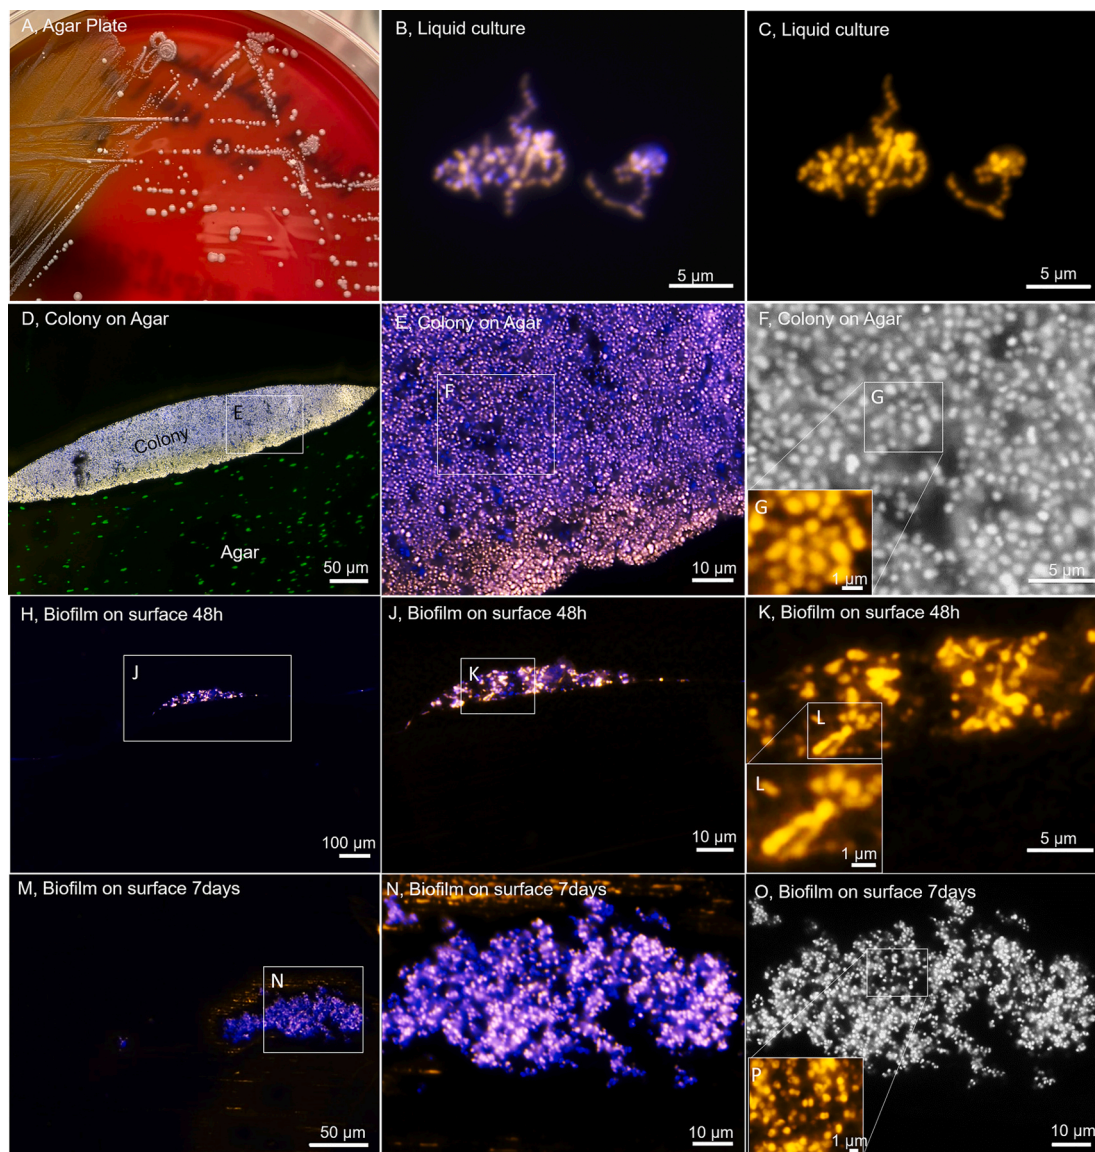 A, Agar Plate
B, Liquid culture
5 µm
C, Liquid culture
5 µm
D, Colony on Agar
E
Colony
Agar
50 µm
E, Colony on Agar
F
10 µm
F, Colony on Agar
G
G
1 µm
5 µm
H, Biofilm on surface 48h
J
100 µm
J, Biofilm on surface 48h
K
10 µm
K, Biofilm on surface 48h
L
L
1 µm
5 µm
M, Biofilm on surface 7days
N
50 µm
N, Biofilm on surface 7days
10 µm
O, Biofilm on surface 7days
P
1 µm
10 µm